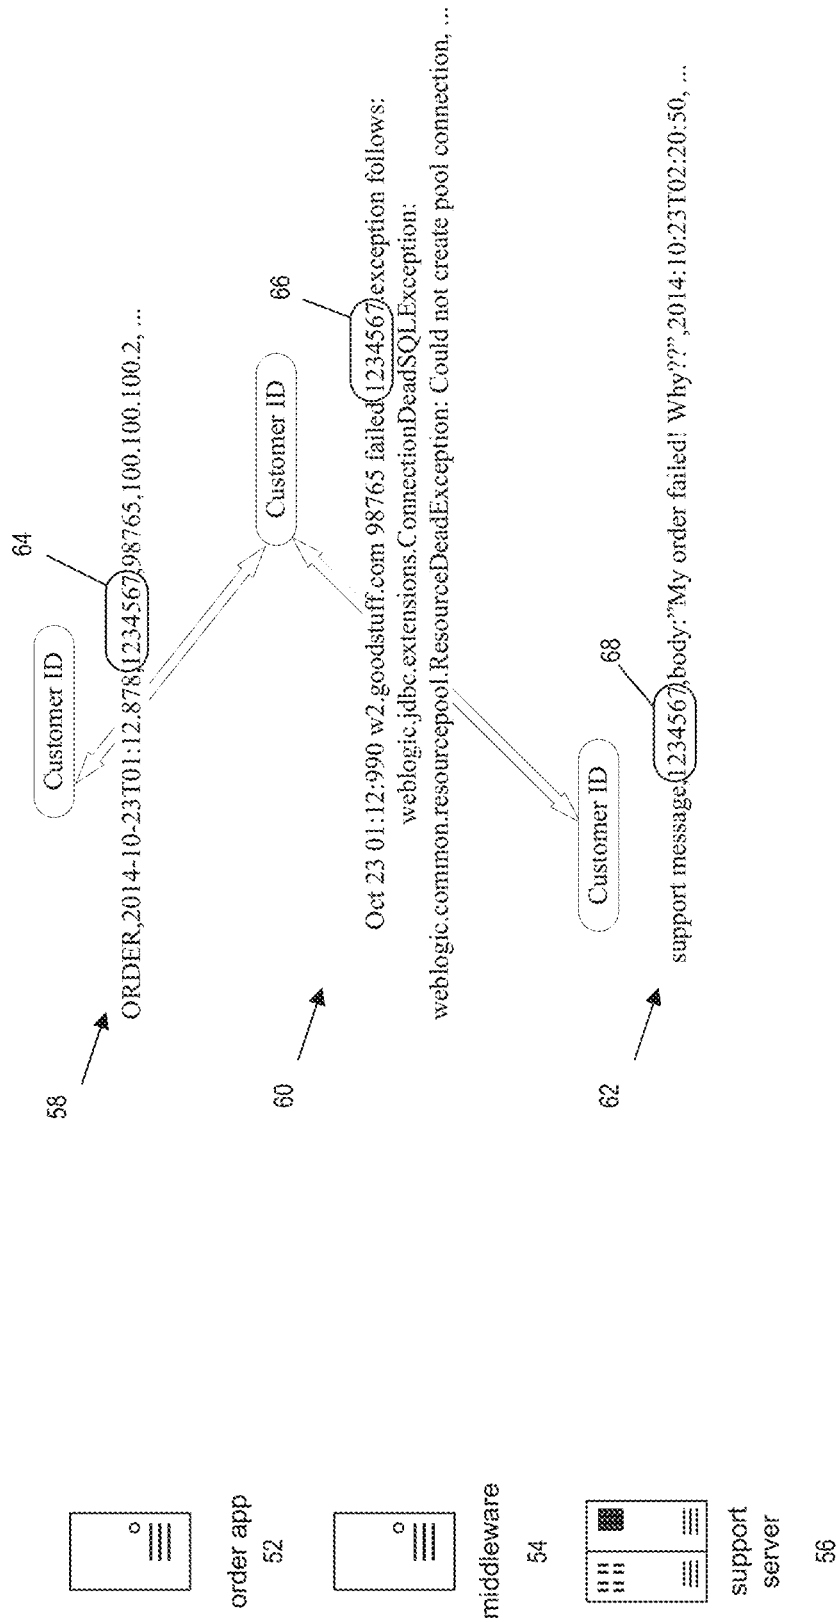 order app
52
middleware
54
support
server
56
58
Customer ID
64
ORDER,2014-10-23T01:12.878,1234567,98765,100.100.100.2, ...
60
Customer ID
66
Oct 23 01:12:990 w2.goodstuff.com 98765 failed,1234567,exception follows:
weblogic.jdbc.extensions.ConnectionDeadSQLException:
weblogic.common.resourcepool.ResourceDeadException: Could not create pool connection, ...
62
Customer ID
68
support message,1234567,body:"My order failed! Why??",2014:10:23T02:20:50, ...